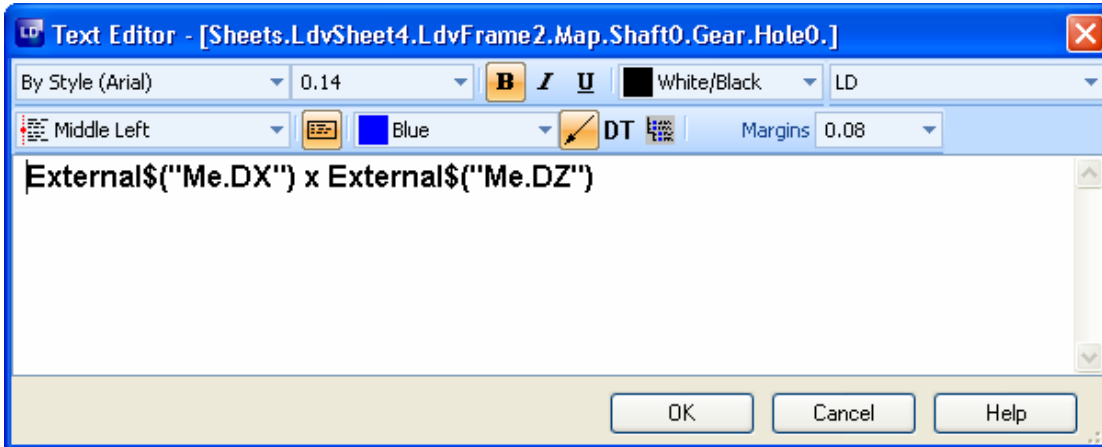 LD Text Editor - [Sheets.LdvSheet4.LdvFrame2.Map.Shaft0.Gear.Hole0.]
By Style (Arial) 0.14 B I U White/Black LD
Middle Left Blue DT Margins 0.08
External$("Me.DX") x External$("Me.DZ")
OK Cancel Help